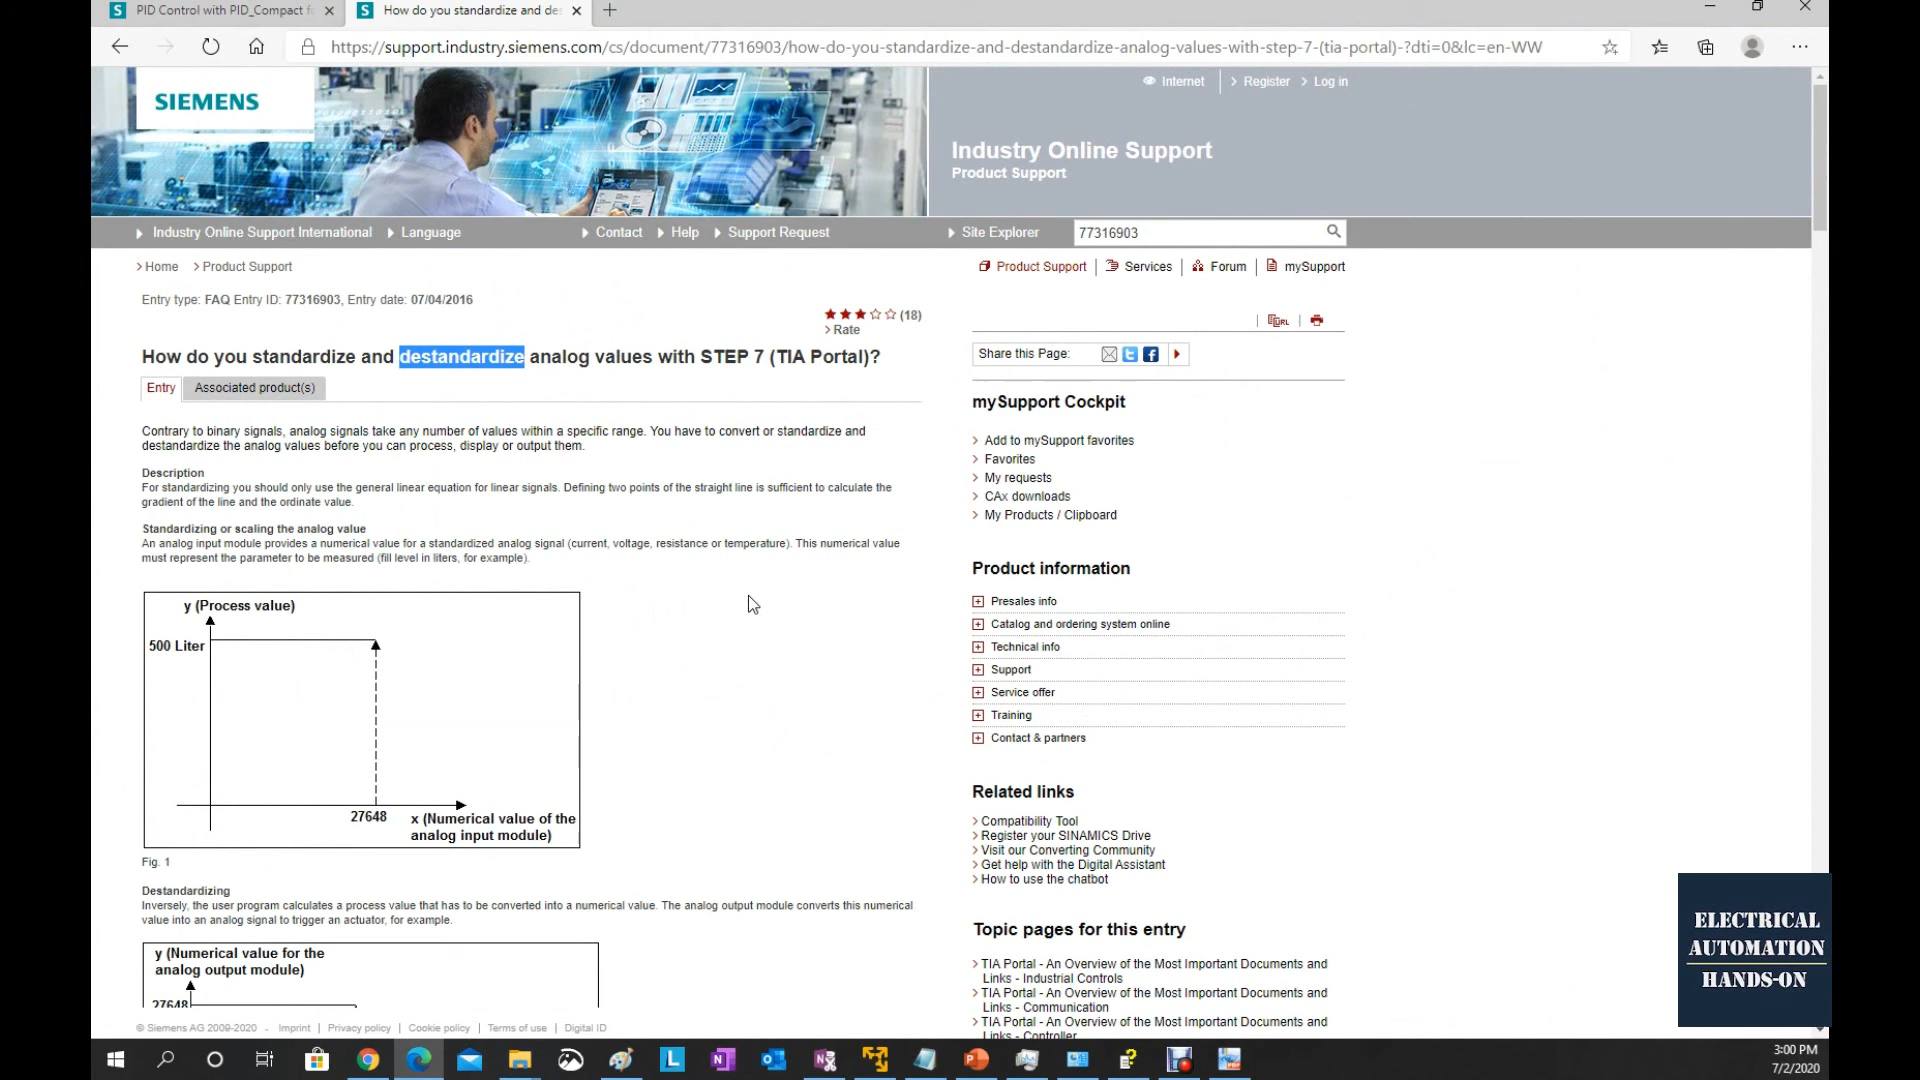 PID Control with PID_Compact fo
How do you standardize and des
https://support.industry.siemens.com/cs/document/77316903/how-do-you-standardize-and-destandardize-analog-values-with-step-7-(tia-portal)-?dti=0&lc=en-WW
SIEMENS
Internet
Register
Log in
Industry Online Support
Product Support
Industry Online Support International
Language
Contact
Help
Support Request
Site Explorer
77316903
Home
Product Support
Product Support
Services
Forum
mySupport
Entry type: FAQ Entry ID: 77316903, Entry date: 07/04/2016
(18)
Rate
URL
How do you standardize and destandardize analog values with STEP 7 (TIA Portal)?
Share this Page:
Entry
Associated product(s)
Contrary to binary signals, analog signals take any number of values within a specific range. You have to convert or standardize and
destandardize the analog values before you can process, display or output them.
Description
For standardizing you should only use the general linear equation for linear signals. Defining two points of the straight line is sufficient to calculate the
gradient of the line and the ordinate value.
Standardizing or scaling the analog value
An analog input module provides a numerical value for a standardized analog signal (current, voltage, resistance or temperature). This numerical value
must represent the parameter to be measured (fill level in liters, for example).
y (Process value)
500 Liter
27648
x (Numerical value of the
analog input module)
Fig. 1
Destandardizing
Inversely, the user program calculates a process value that has to be converted into a numerical value. The analog output module converts this numerical
value into an analog signal to trigger an actuator, for example.
y (Numerical value for the
analog output module)
27648
mySupport Cockpit
Add to mySupport favorites
Favorites
My requests
CAx downloads
My Products / Clipboard
Product information
Presales info
Catalog and ordering system online
Technical info
Support
Service offer
Training
Contact & partners
Related links
Compatibility Tool
Register your SINAMICS Drive
Visit our Converting Community
Get help with the Digital Assistant
How to use the chatbot
Topic pages for this entry
TIA Portal - An Overview of the Most Important Documents and
Links - Industrial Controls
TIA Portal - An Overview of the Most Important Documents and
Links - Communication
TIA Portal - An Overview of the Most Important Documents and
Links - Controller
© Siemens AG 2009-2020 - Imprint | Privacy policy | Cookie policy | Terms of use | Digital ID
ELECTRICAL
AUTOMATION
HANDS-ON
3:00 PM
7/2/2020